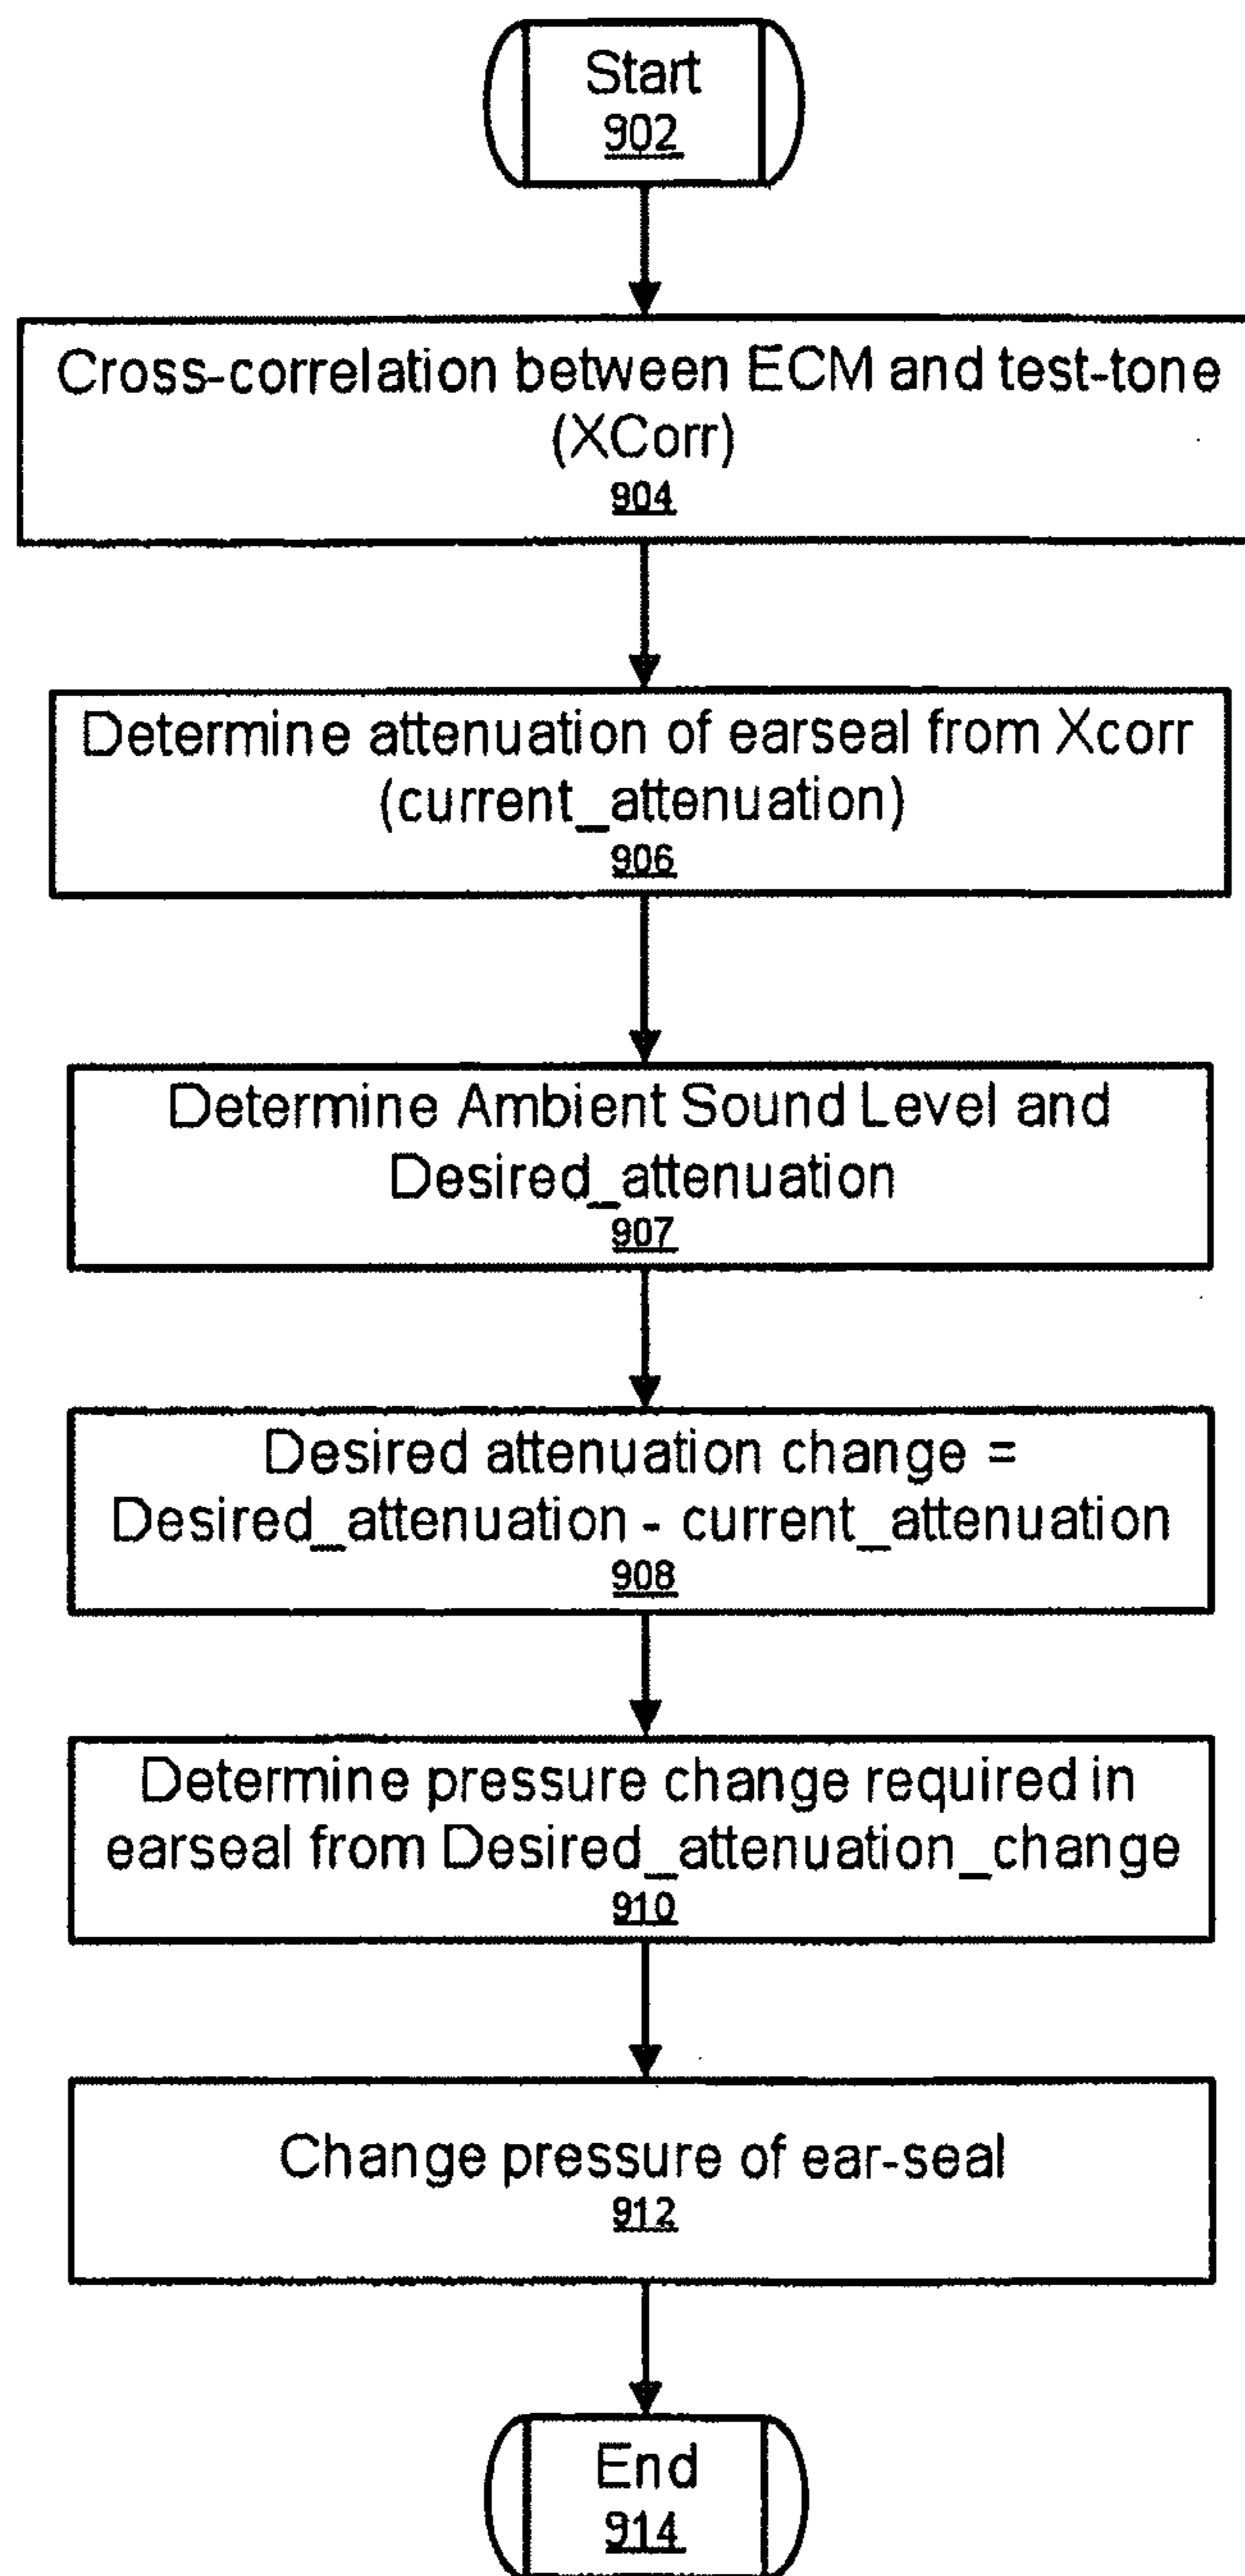 Start
902
Cross-correlation between ECM and test-tone
(XCorr)
904
Determine attenuation of earseal from Xcorr
(current_attenuation)
906
Determine Ambient Sound Level and
Desired_attenuation
907
Desired attenuation change =
Desired_attenuation - current_attenuation
908
Determine pressure change required in
earseal from Desired_attenuation_change
910
Change pressure of ear-seal
912
End
914